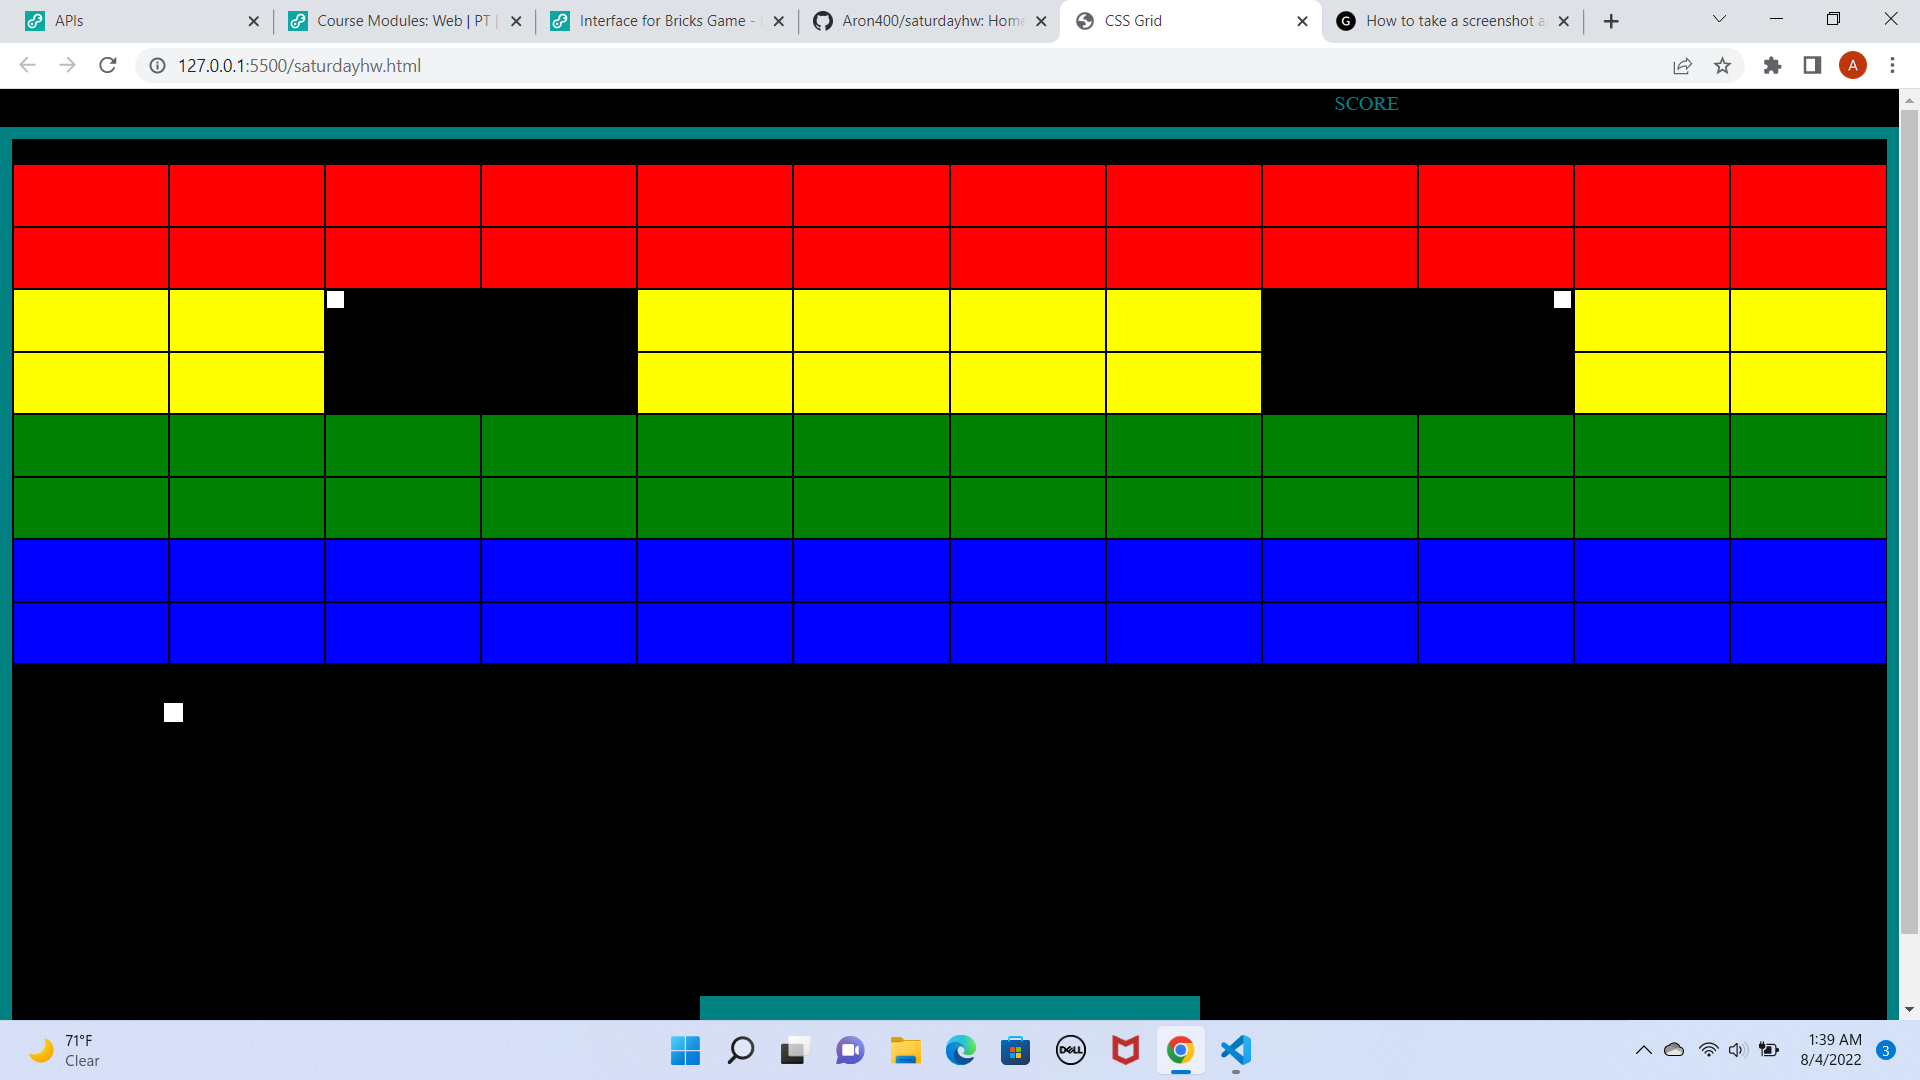 APIs
Course Modules: Web | PT |
Interface for Bricks Game -
Aron400/saturdayhw: Home
CSS Grid
G
How to take a screenshot a
127.0.0.1:5500/saturdayhw.html
A
SCORE
71°F
Clear
DELL
1:39 AM
8/4/2022
3